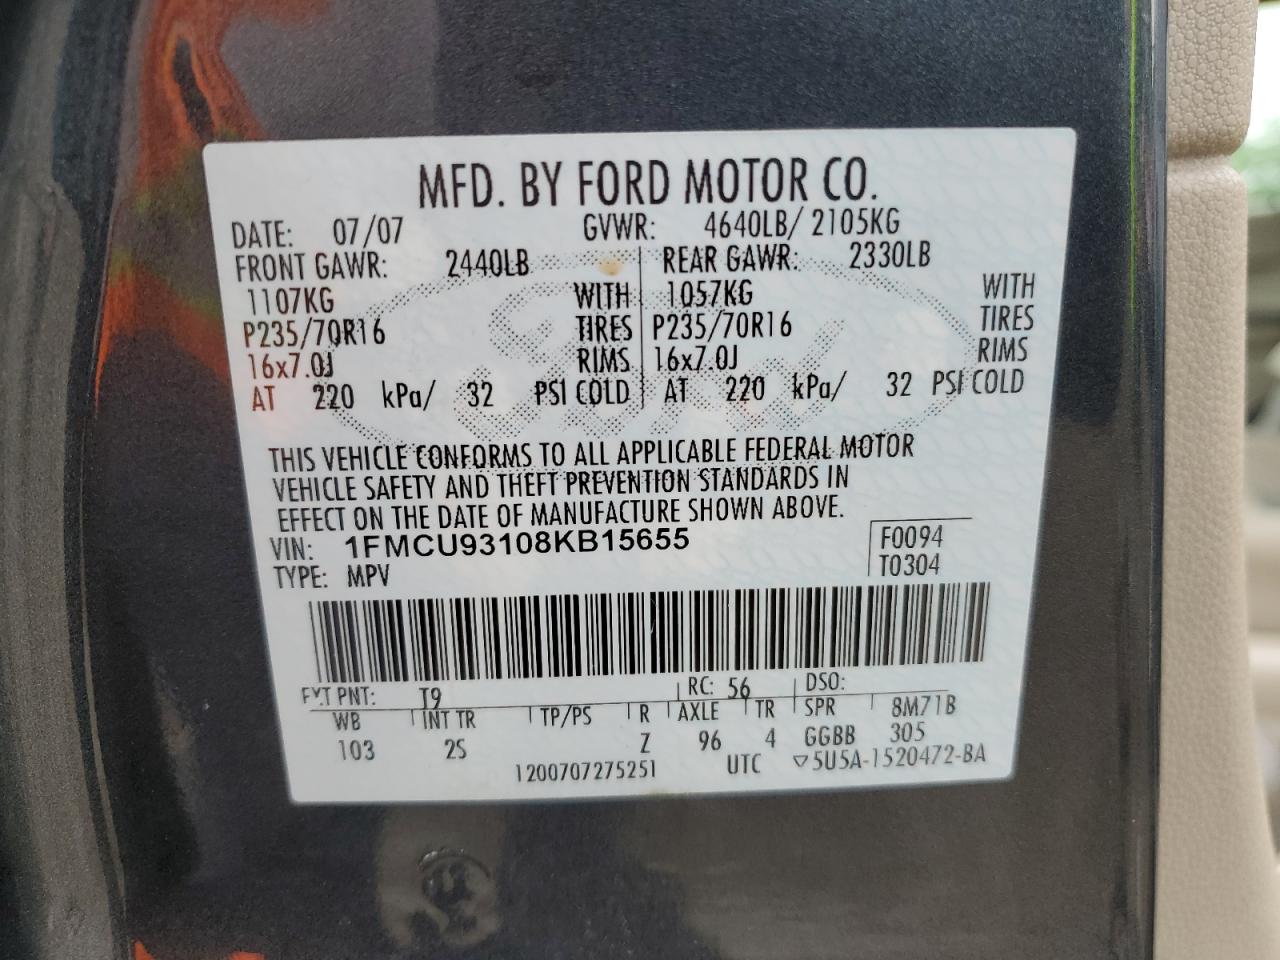 MFD. BY FORD MOTOR CO.
DATE: 07/07 GVWR: 4640LB/ 2105KG
FRONT GAWR: 2440LB REAR GAWR: 2330LB
1107KG WITH 1057KG WITH
P235/70R16 TIRES P235/70R16 TIRES
16x7.0J RIMS 16x7.0J RIMS
AT 220 kPa/ 32 PSI COLD AT 220 kPa/ 32 PSI COLD
THIS VEHICLE CONFORMS TO ALL APPLICABLE FEDERAL MOTOR
VEHICLE SAFETY AND THEFT PREVENTION STANDARDS IN
EFFECT ON THE DATE OF MANUFACTURE SHOWN ABOVE.
VIN: 1FMCU93108KB15655 F0094
TYPE: MPV T0304
EXT PNT: T9 RC: 56 DSO:
WB INT TR TP/PS R AXLE TR SPR 8M71B
103 2S Z 96 4 GGBB 305
1200707275251 UTC ▽5U5A-1520472-BA
Ford